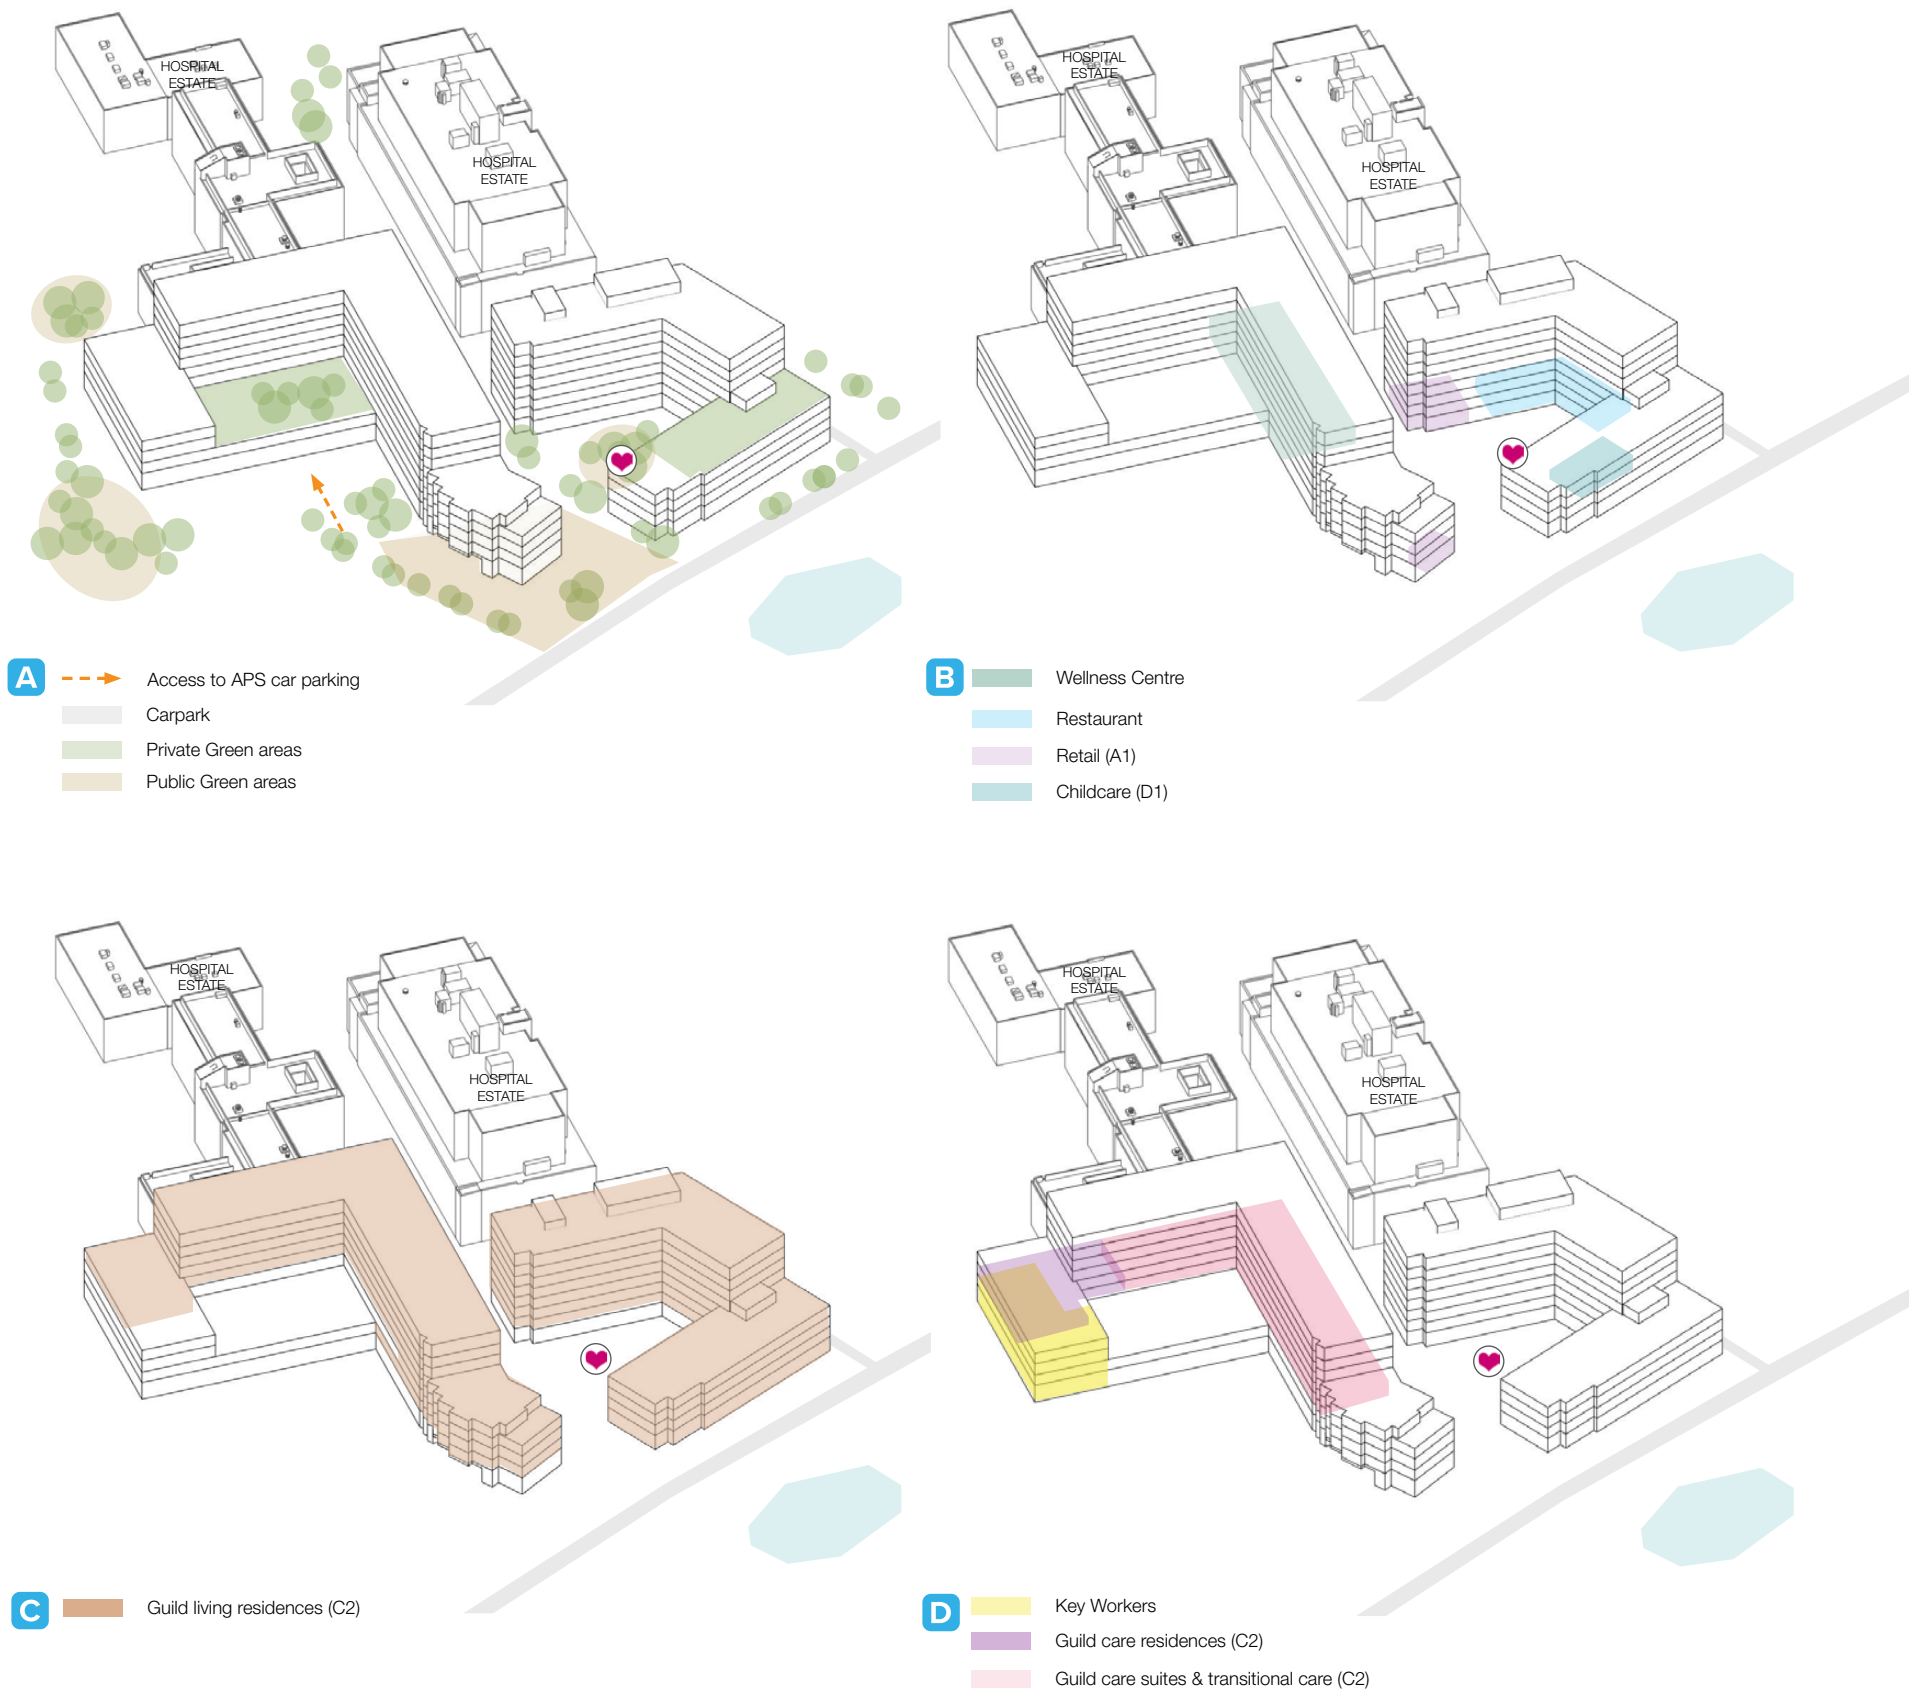 HOSPITAL
ESTATE
HOSPITAL
ESTATE
A
Access to APS car parking
Carpark
Private Green areas
Public Green areas
HOSPITAL
ESTATE
HOSPITAL
ESTATE
B
Wellness Centre
Restaurant
Retail (A1)
Childcare (D1)
HOSPITAL
ESTATE
HOSPITAL
ESTATE
C
Guild living residences (C2)
HOSPITAL
ESTATE
HOSPITAL
ESTATE
D
Key Workers
Guild care residences (C2)
Guild care suites & transitional care (C2)